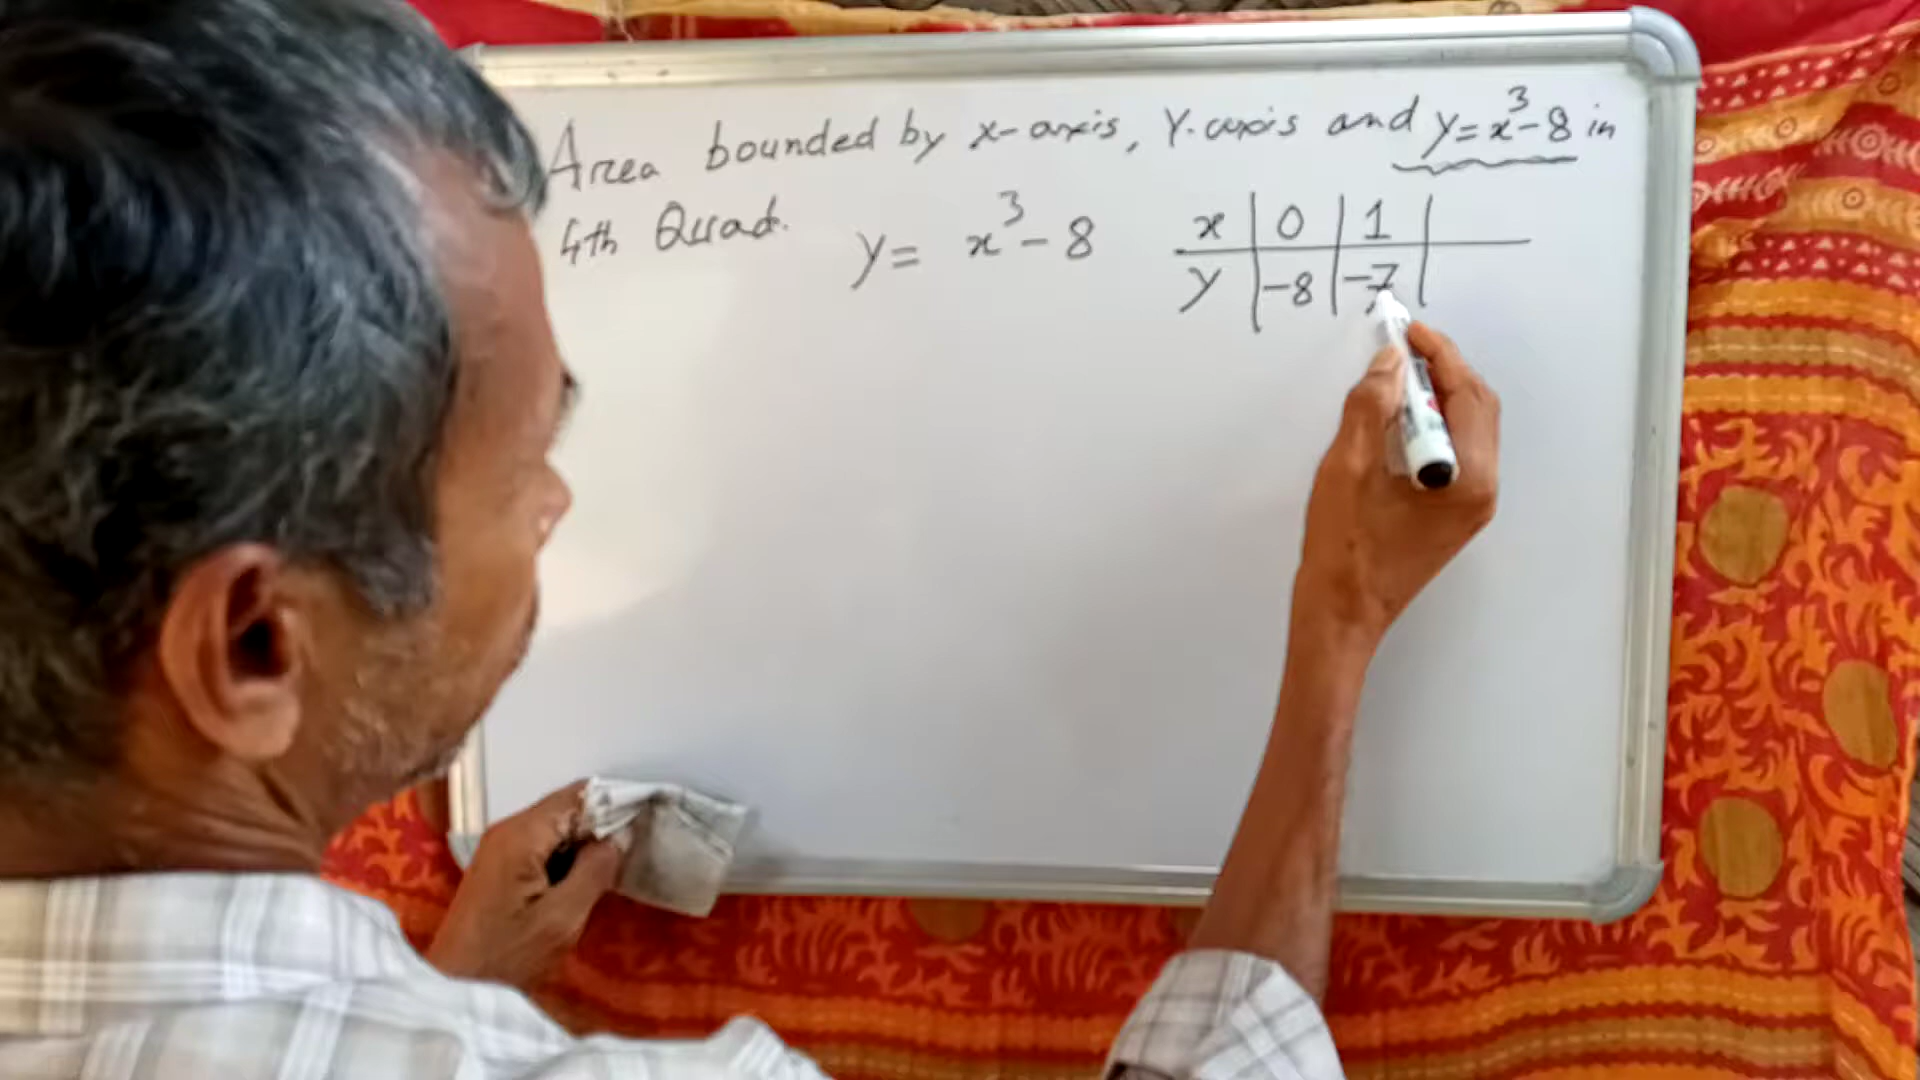 Area bounded by x-axis, Y-axis and y=x³-8 in
4th Quad.
y= x³-8
x | 0 | 1 |
y | -8 | -7 |